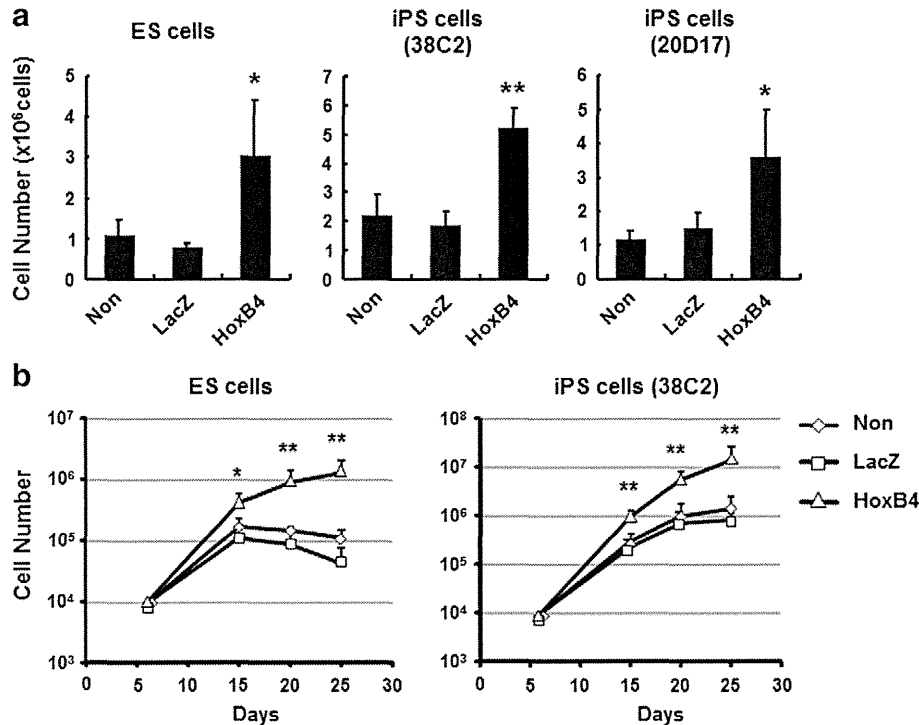 a
ES cells
iPS cells
(38C2)
iPS cells
(20D17)
Cell Number (x10⁶cells)
5
4
3
2
1
0
*
Non
LacZ
HoxB4
7
6
5
4
3
2
1
0
**
Non
LacZ
HoxB4
6
5
4
3
2
1
0
*
Non
LacZ
HoxB4
b
ES cells
iPS cells (38C2)
Cell Number
10⁷
10⁶
10⁵
10⁴
10³
* ** **
0 5 10 15 20 25 30
Days
10⁸
10⁷
10⁶
10⁵
10⁴
10³
** ** **
0 5 10 15 20 25 30
Days
Non
LacZ
HoxB4